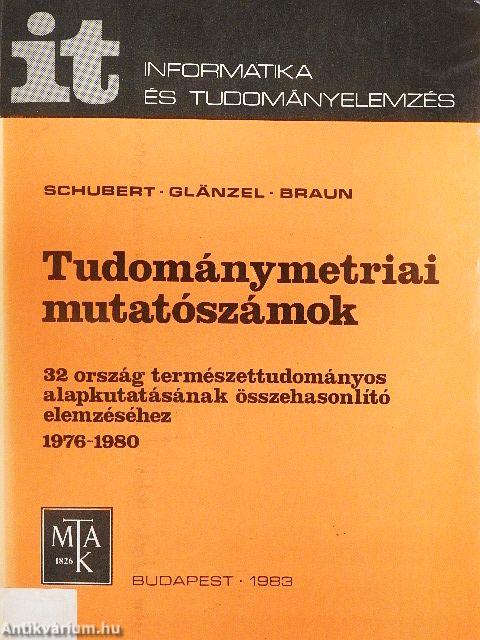 it
INFORMATIKA
ÉS TUDOMÁNYELEMZÉS
SCHUBERT · GLÄNZEL · BRAUN
Tudománymetriai
mutatószámok
32 ország természettudományos
alapkutatásának összehasonlító
elemzéséhez
1976-1980
MTA
1826 K
BUDAPEST · 1983
Antikvárium.hu